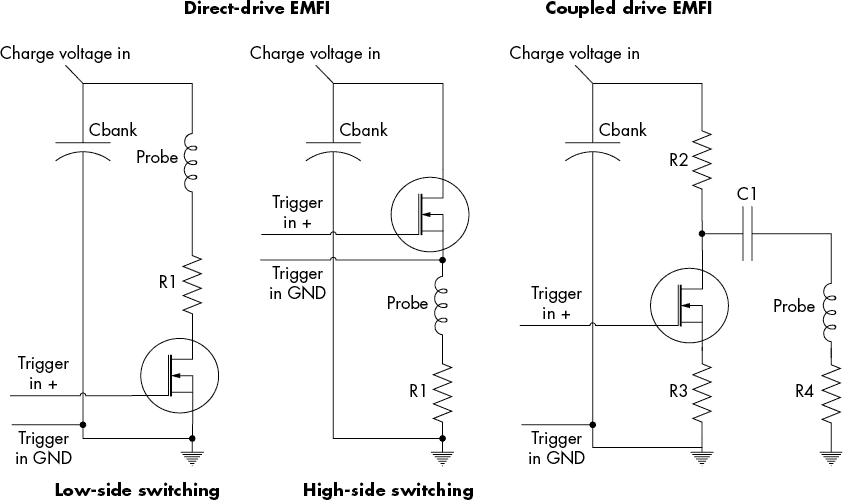 Direct-drive EMFI
Coupled drive EMFI
Charge voltage in
Cbank
Probe
R1
Trigger
in +
Trigger
in GND
Low-side switching
Charge voltage in
Cbank
Trigger
in +
Trigger
in GND
Probe
R1
High-side switching
Charge voltage in
Cbank
R2
C1
Trigger
in +
Probe
R3
R4
Trigger
in GND